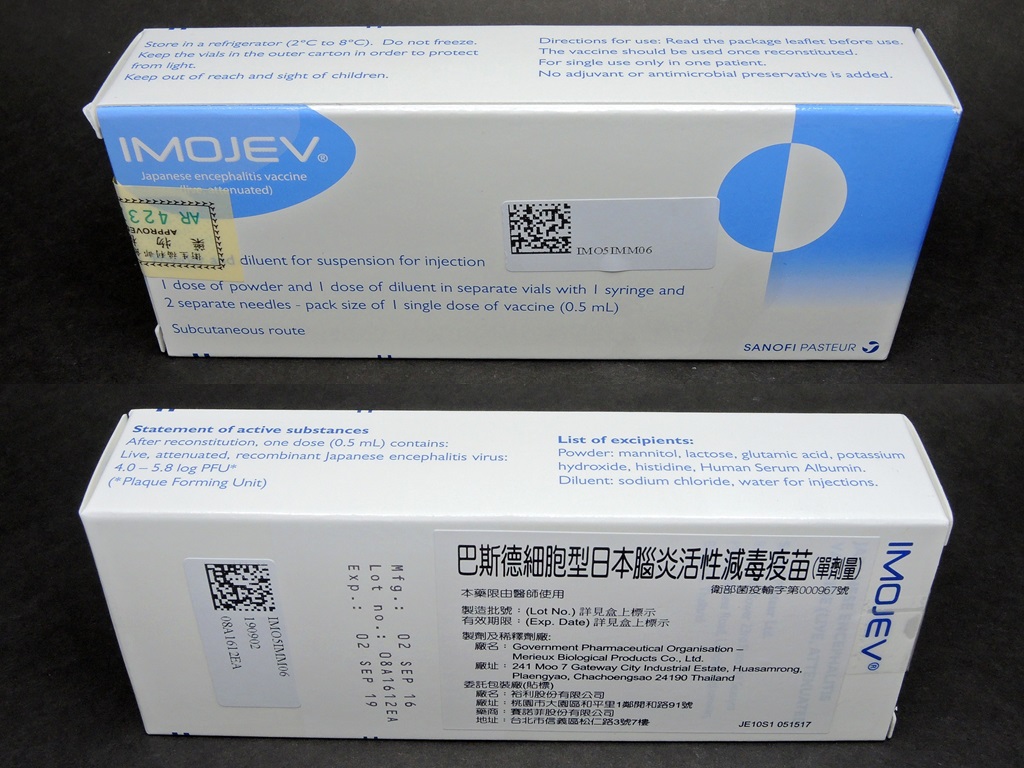 Store in a refrigerator (2°C to 8°C). Do not freeze.
Keep the vials in the outer carton in order to protect
from light.
Keep out of reach and sight of children.
Directions for use: Read the package leaflet before use.
The vaccine should be used once reconstituted.
For single use only in one patient.
No adjuvant or antimicrobial preservative is added.
IMOJEV®
Japanese encephalitis vaccine
(live, attenuated)
AR 423
APPROVE
藥物
衛生福利部
diluent for suspension for injection
1 dose of powder and 1 dose of diluent in separate vials with 1 syringe and
2 separate needles - pack size of 1 single dose of vaccine (0.5 mL)
Subcutaneous route
IMO5IMM06
SANOFI PASTEUR
Statement of active substances
After reconstitution, one dose (0.5 mL) contains:
Live, attenuated, recombinant Japanese encephalitis virus:
4.0 – 5.8 log PFU*
(*Plaque Forming Unit)
List of excipients:
Powder: mannitol, lactose, glutamic acid, potassium
hydroxide, histidine, Human Serum Albumin.
Diluent: sodium chloride, water for injections.
IMO5IMM06
190902
08A1612EA
Mfg.: 02 SEP 16
Lot no.: 08A1612EA
Exp.: 02 SEP 19
巴斯德細胞型日本腦炎活性減毒疫苗(單劑量)
本藥限由醫師使用
衛部菌疫輸字第000967號
製造批號：(Lot No.) 詳見盒上標示
有效期限：(Exp. Date) 詳見盒上標示
製劑及稀釋劑廠:
廠名：Government Pharmaceutical Organisation –
Merieux Biological Products Co., Ltd.
廠址：241 Moo 7 Gateway City Industrial Estate, Huasamrong,
Plaengyao, Chachoengsao 24190 Thailand
委託包裝廠(貼標)
廠名：裕利股份有限公司
廠址：桃園市大園區和平里1鄰開和路91號
藥商：賽諾菲股份有限公司
地址：台北市信義區松仁路3號7樓
JE10S1 051517
IMOJEV®